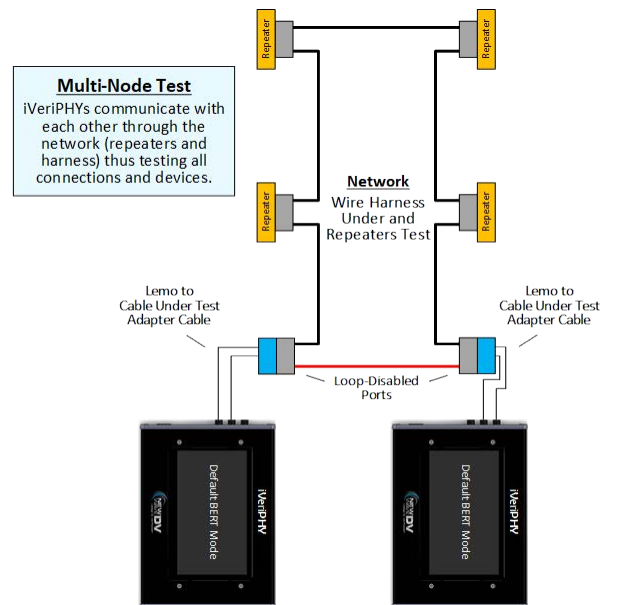 Repeater
Repeater
Multi-Node Test
iVeriPHYs communicate with
each other through the
network (repeaters and
harness) thus testing all
connections and devices.
Repeater
Repeater
Network
Wire Harness
Under and
Repeaters Test
Lemo to
Cable Under Test
Adapter Cable
Lemo to
Cable Under Test
Adapter Cable
Loop-Disabled
Ports
Default BERT Mode
iVeriPHY
Default BERT Mode
iVeriPHY